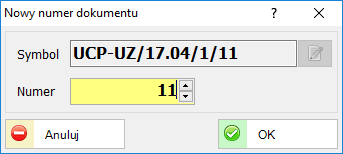 Nowy numer dokumentu
Symbol UCP-UZ/17.04/1/11
Numer 11
Anuluj OK